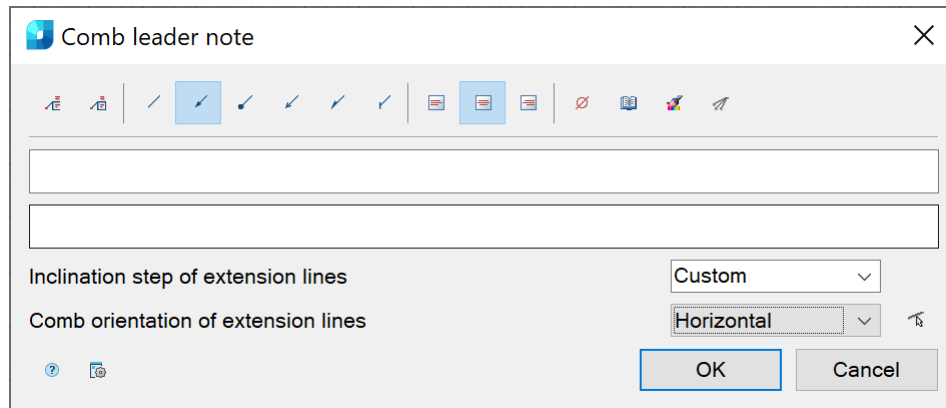 Comb leader note
Inclination step of extension lines Custom
Comb orientation of extension lines Horizontal
OK Cancel